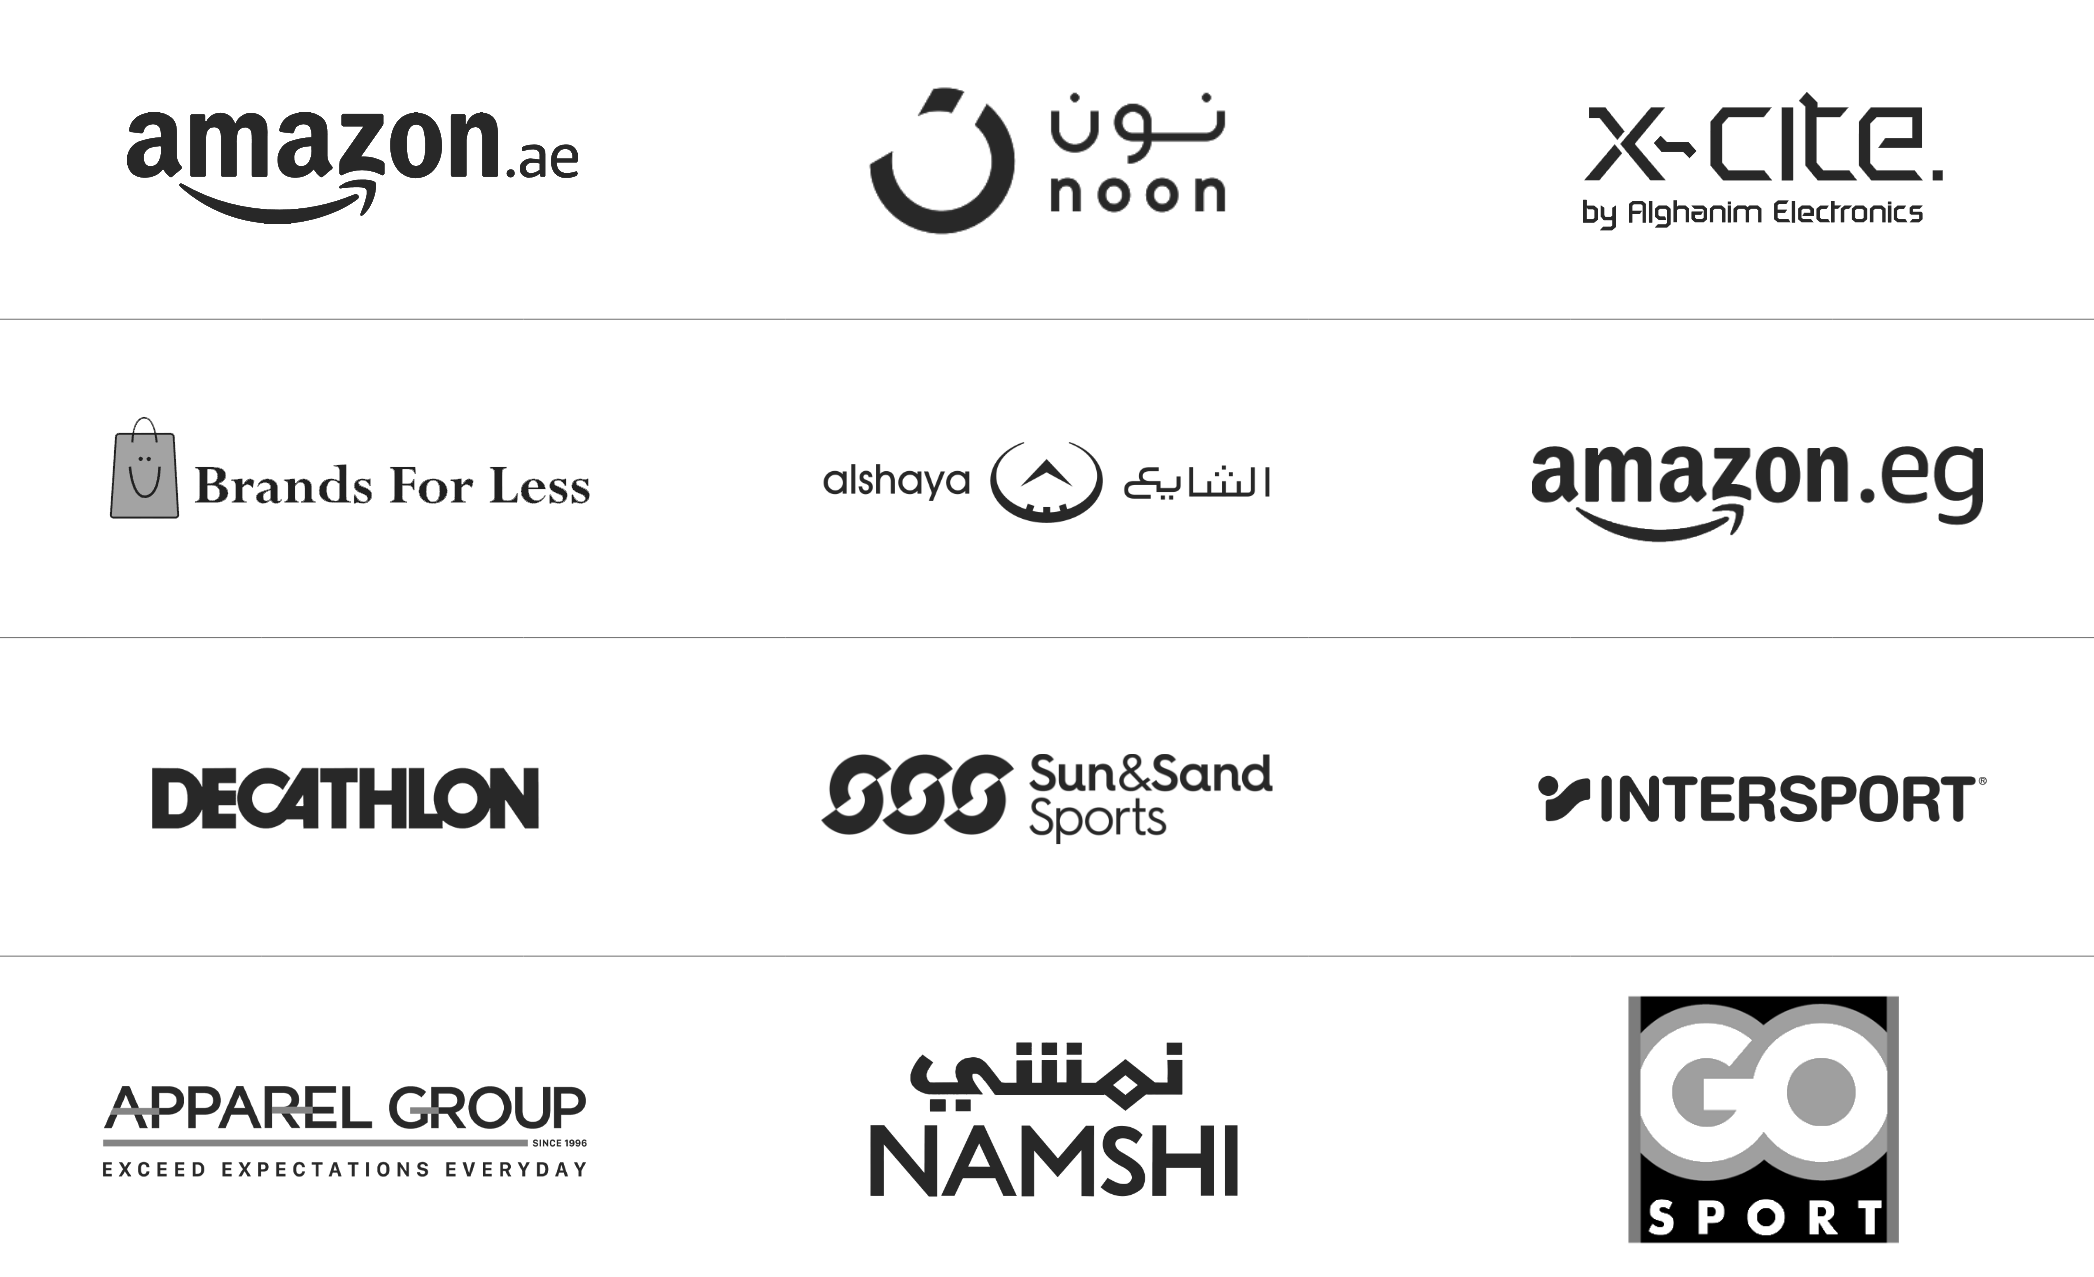 amazon.ae
نـون
noon
x-cite.
by Alghanim Electronics
Brands For Less
alshaya الشايع
amazon.eg
DECATHLON
Sun&Sand
Sports
INTERSPORT®
APPAREL GROUP
SINCE 1996
EXCEED EXPECTATIONS EVERYDAY
نمشي
NAMSHI
GO
SPORT